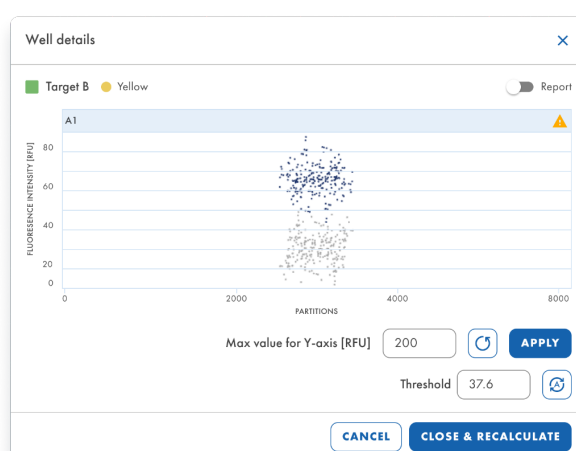 Well details
Target B Yellow Report
A1
FLUORESENCE INTENSITY [RFU]
80
60
40
20
0
0 2000 4000 8000
PARTITIONS
Max value for Y-axis [RFU] 200 APPLY
Threshold 37.6 A
CANCEL CLOSE & RECALCULATE